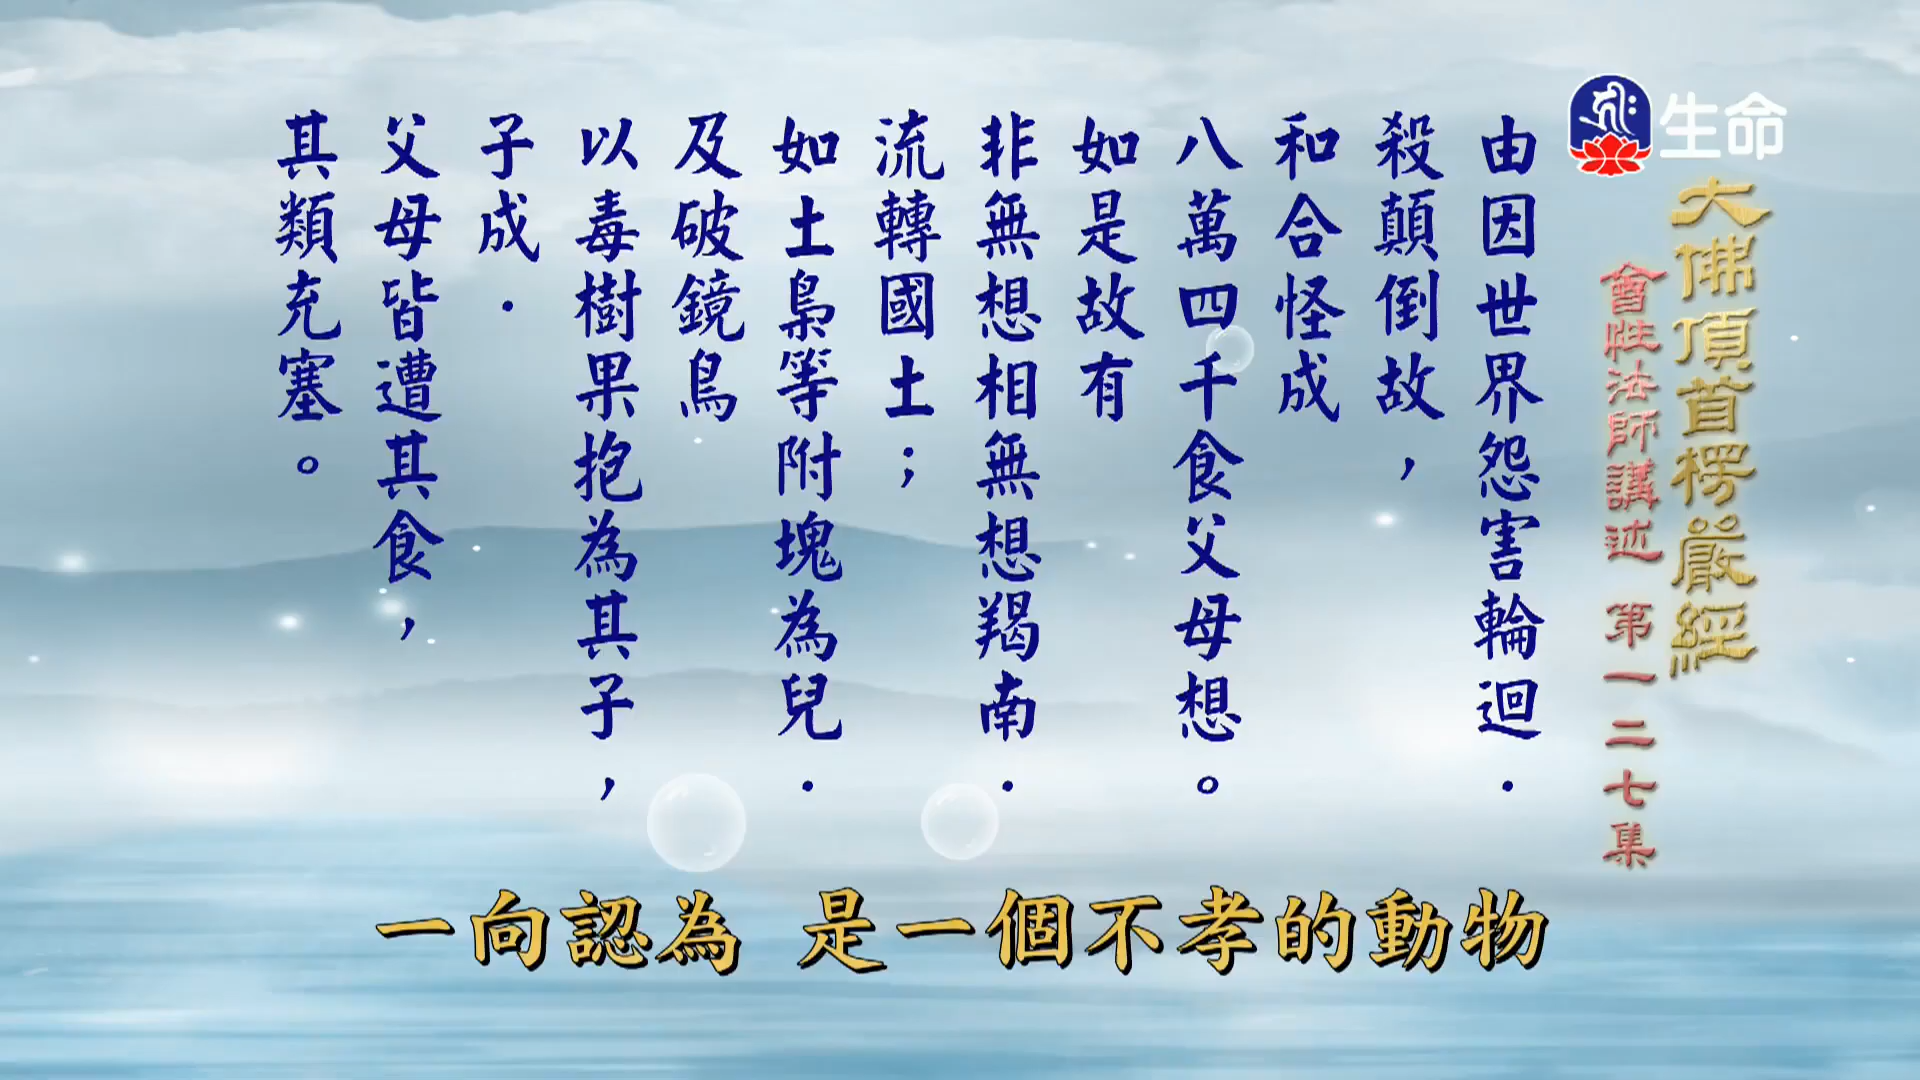 生命
大佛頂首楞嚴經
會性法師講述 第一二七集
由因世界怨害輪迴．
殺顛倒故，
和合怪成
八萬四千食父母想。
如是故有
非無想相無想羯南．
流轉國土；
如土梟等附塊為兒．
及破鏡鳥
以毒樹果抱為其子，
子成．
父母皆遭其食，
其類充塞。
一向認為 是一個不孝的動物